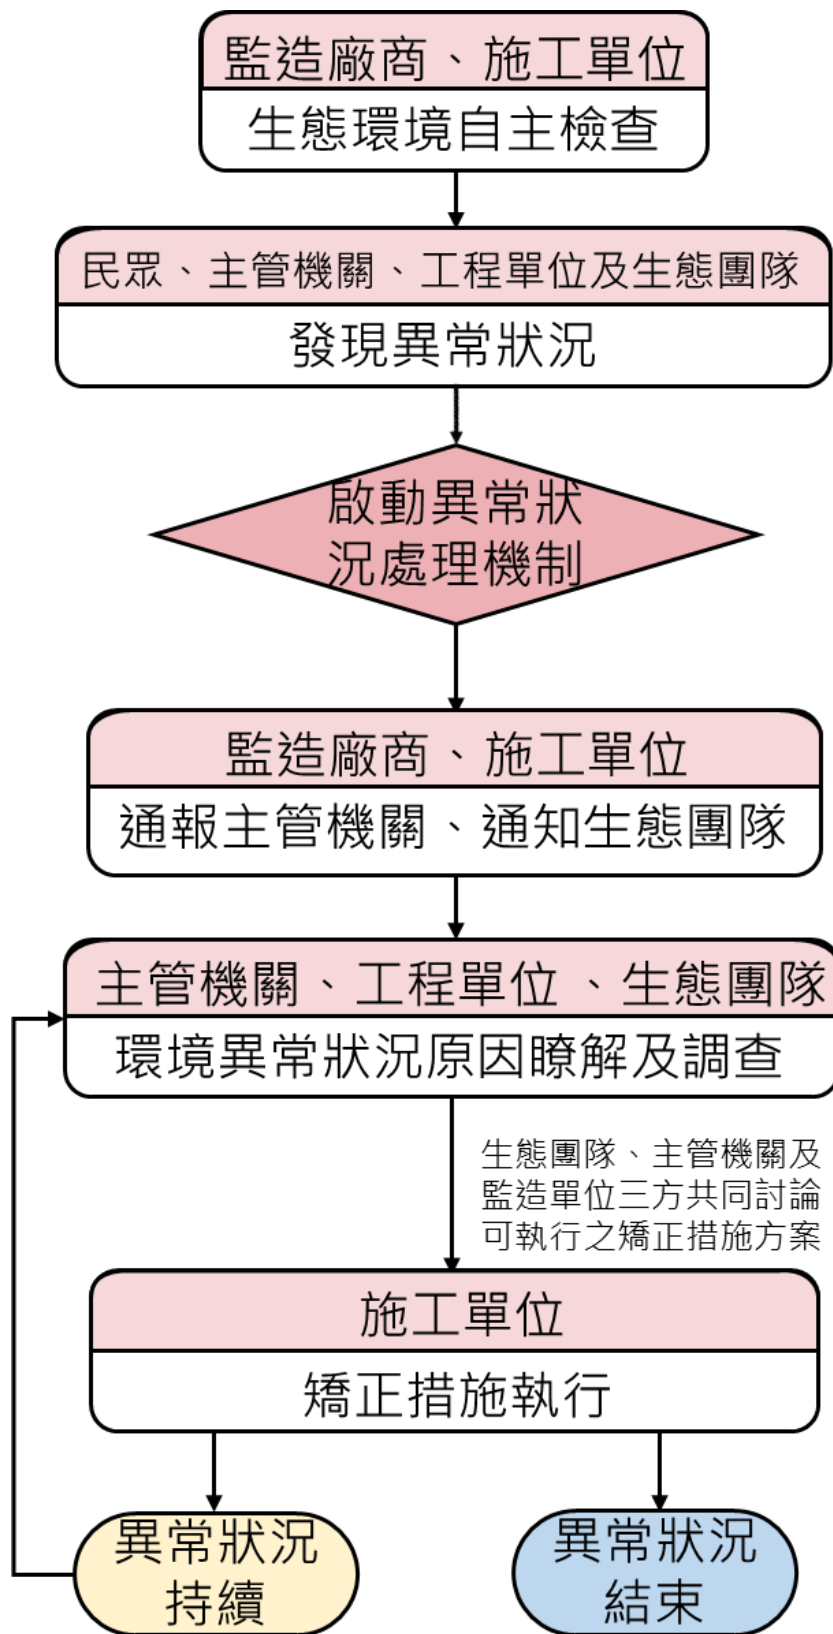 監造廠商、施工單位
生態環境自主檢查
民眾、主管機關、工程單位及生態團隊
發現異常狀況
啟動異常狀
況處理機制
監造廠商、施工單位
通報主管機關、通知生態團隊
主管機關、工程單位、生態團隊
環境異常狀況原因瞭解及調查
生態團隊、主管機關及
監造單位三方共同討論
可執行之矯正措施方案
施工單位
矯正措施執行
異常狀況
持續
異常狀況
結束